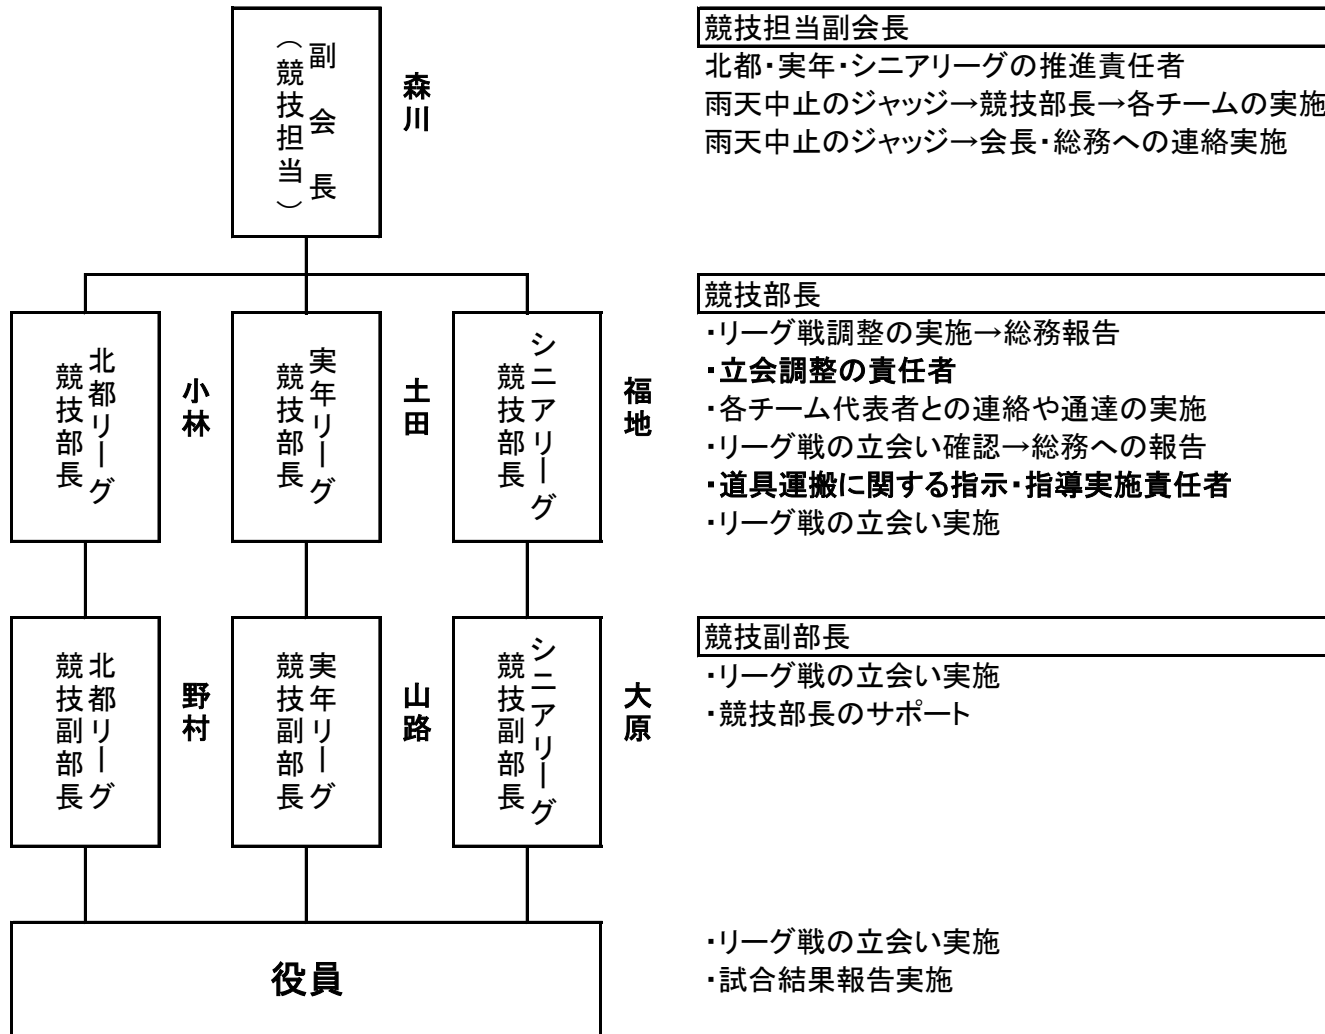 副会長
（競技担当）
森川
競技担当副会長
北都・実年・シニアリーグの推進責任者
雨天中止のジャッジ→競技部長→各チームの実施
雨天中止のジャッジ→会長・総務への連絡実施
北都リーグ
競技部長
小林
実年リーグ
競技部長
土田
シニアリーグ
競技部長
福地
競技部長
・リーグ戦調整の実施→総務報告
・立会調整の責任者
・各チーム代表者との連絡や通達の実施
・リーグ戦の立会い確認→総務への報告
・道具運搬に関する指示・指導実施責任者
・リーグ戦の立会い実施
北都リーグ
競技副部長
野村
実年リーグ
競技副部長
山路
シニアリーグ
競技副部長
大原
競技副部長
・リーグ戦の立会い実施
・競技部長のサポート
役員
・リーグ戦の立会い実施
・試合結果報告実施